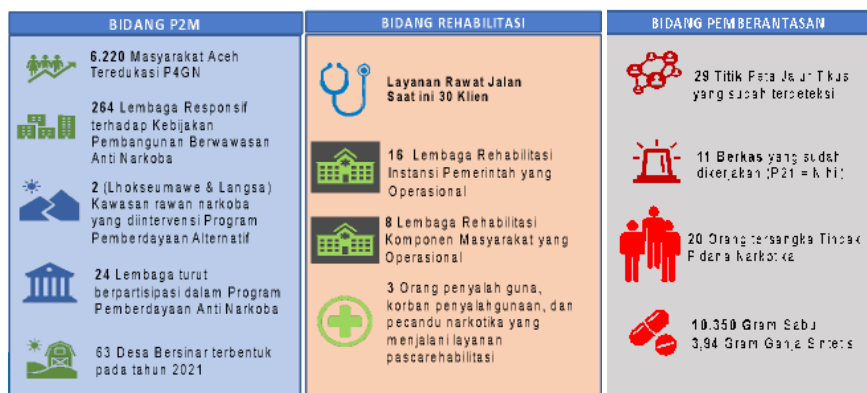 BIDANG P2M
6.220 Masyarakat Aceh
Teredukasi P4GN
264 Lembaga Responsif
terhadap Kebijakan
Pembangunan Berwawasan
Anti Narkoba
2 (Lhokseumawe & Langsa)
Kawasan rawan narkoba
yang diintervensi Program
Pemberdayaan Alternatif
24 Lembaga turut
berpartisipasi dalam Program
Pemberdayaan Anti Narkoba
63 Desa Bersinar terbentuk
pada tahun 2021
BIDANG REHABILITASI
Layanan Rawat Jalan
Saat ini 30 Klien
16 Lembaga Rehabilitasi
Instansi Pemerintah yang
Operasional
8 Lembaga Rehabilitasi
Komponen Masyarakat yang
Operasional
3 Orang penyalah guna,
korban penyalahgunaan, dan
pecandu narkotika yang
menjalani layanan
pascarehabilitasi
BIDANG PEMBERANTASAN
29 Titik Peta Jalur Tikus
yang sudah terdeteksi
11 Berkas yang sudah
dikerjakan (P21 = Nihil)
20 Orang tersangka Tindak
Pidana Narkotika
10.350 Gram Sabu
3,94 Gram Ganja Sintetis